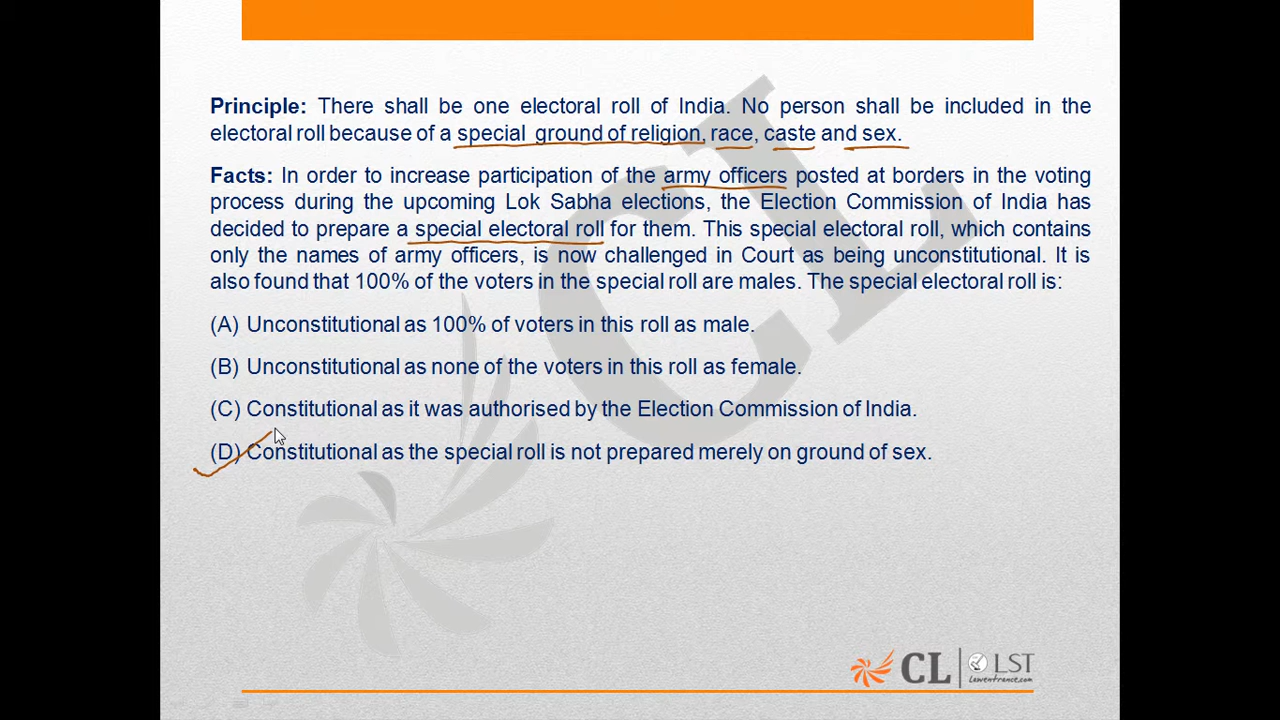 Principle: There shall be one electoral roll of India. No person shall be included in the
electoral roll because of a special ground of religion, race, caste and sex.
Facts: In order to increase participation of the army officers posted at borders in the voting
process during the upcoming Lok Sabha elections, the Election Commission of India has
decided to prepare a special electoral roll for them. This special electoral roll, which contains
only the names of army officers, is now challenged in Court as being unconstitutional. It is
also found that 100% of the voters in the special roll are males. The special electoral roll is:
(A) Unconstitutional as 100% of voters in this roll as male.
(B) Unconstitutional as none of the voters in this roll as female.
(C) Constitutional as it was authorised by the Election Commission of India.
(D) Constitutional as the special roll is not prepared merely on ground of sex.
CL
CL LST
Lawentrance.com